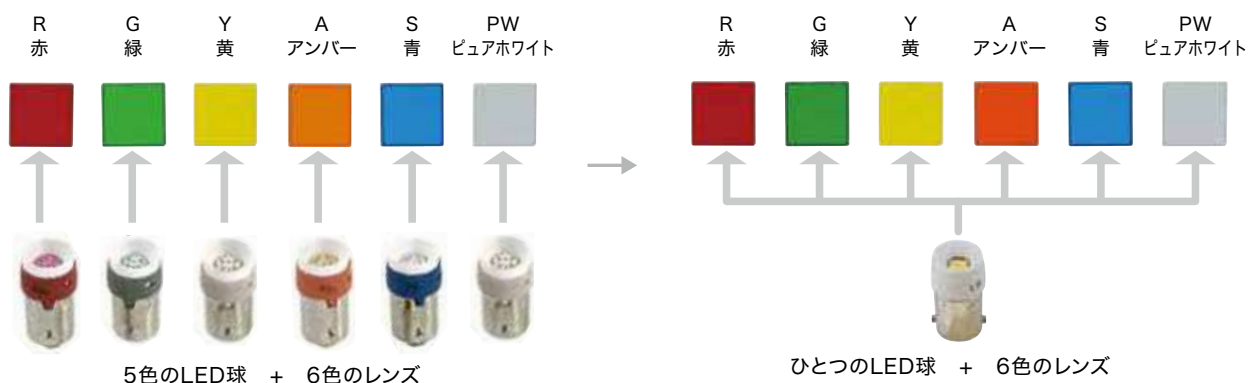 R G Y A S PW
赤 緑 黄 アンバー 青 ピュアホワイト
5色のLED球 + 6色のレンズ
R G Y A S PW
赤 緑 黄 アンバー 青 ピュアホワイト
ひとつのLED球 + 6色のレンズ